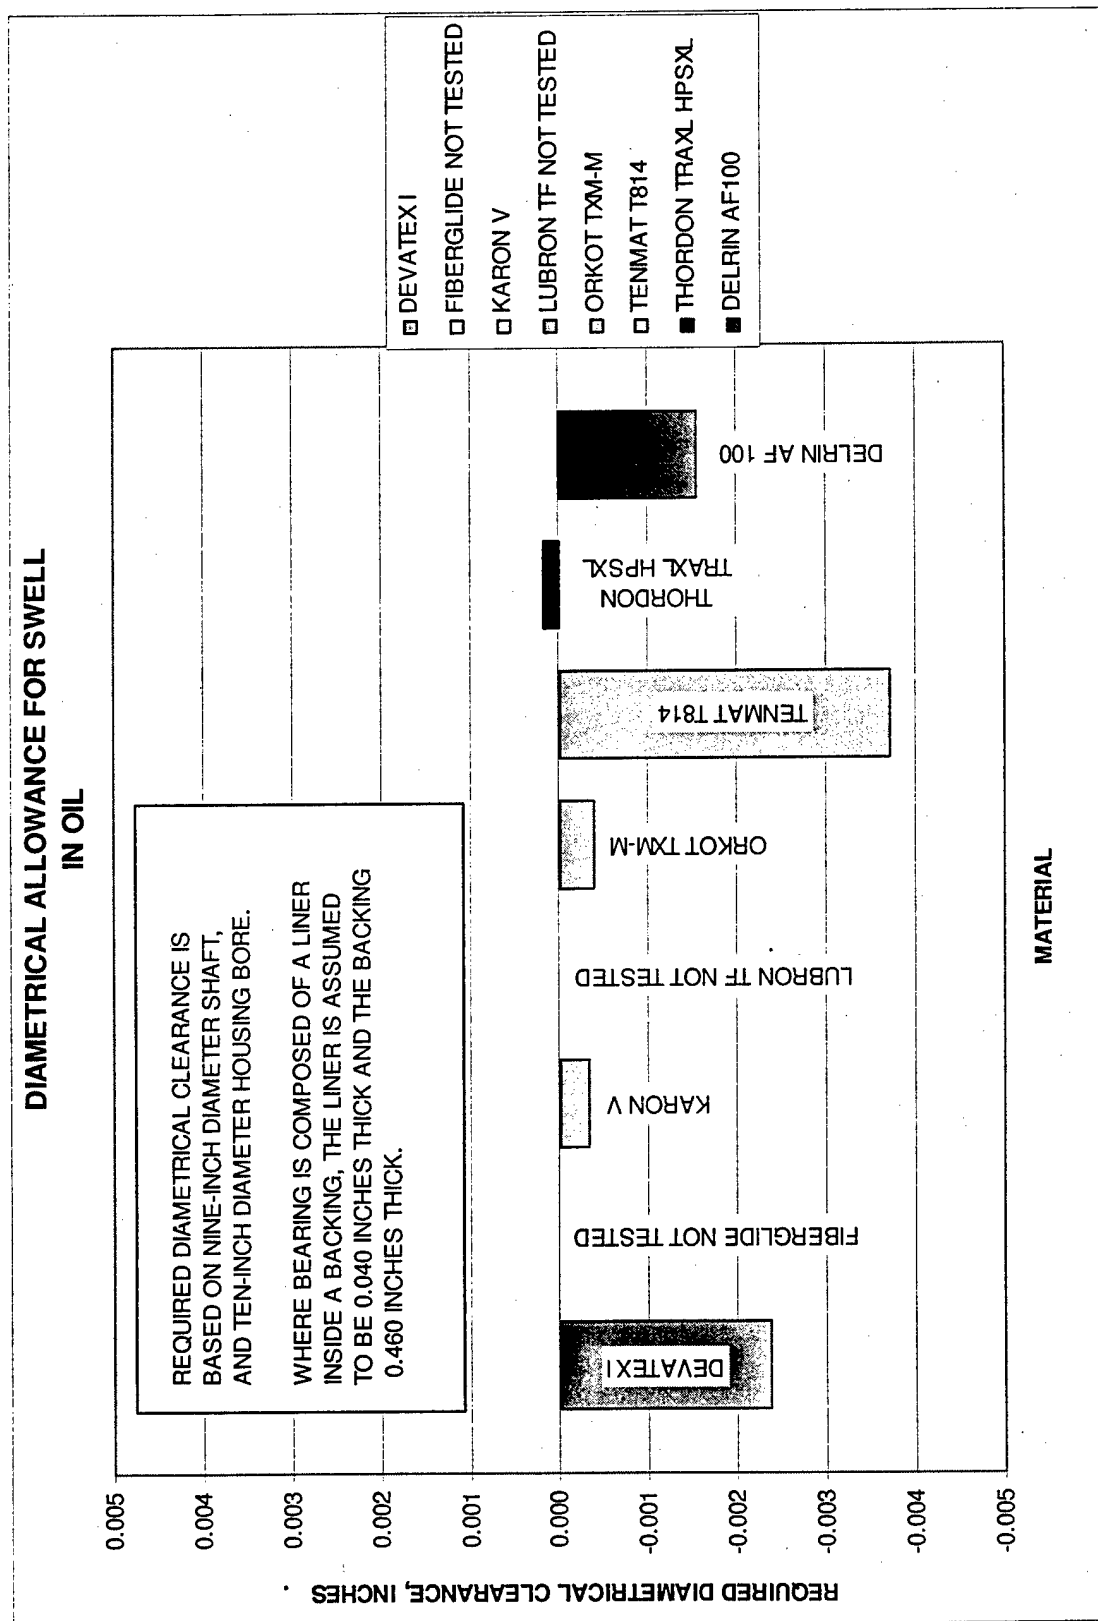 DIAMETRICAL ALLOWANCE FOR SWELL
IN OIL
REQUIRED DIAMETRICAL CLEARANCE, INCHES
0.005
0.004
0.003
0.002
0.001
0.000
-0.001
-0.002
-0.003
-0.004
-0.005
REQUIRED DIAMETRICAL CLEARANCE IS
BASED ON NINE-INCH DIAMETER SHAFT,
AND TEN-INCH DIAMETER HOUSING BORE.
WHERE BEARING IS COMPOSED OF A LINER
INSIDE A BACKING, THE LINER IS ASSUMED
TO BE 0.040 INCHES THICK AND THE BACKING
0.460 INCHES THICK.
DEVATEX I
FIBERGLIDE NOT TESTED
KARON V
LUBRON TF NOT TESTED
ORKOT TXM-M
TENMAT T814
THORDON
TRAXL HPSXL
DELRIN AF 100
MATERIAL
DEVATEX I
FIBERGLIDE NOT TESTED
KARON V
LUBRON TF NOT TESTED
ORKOT TXM-M
TENMAT T814
THORDON TRAXL HPSXL
DELRIN AF100